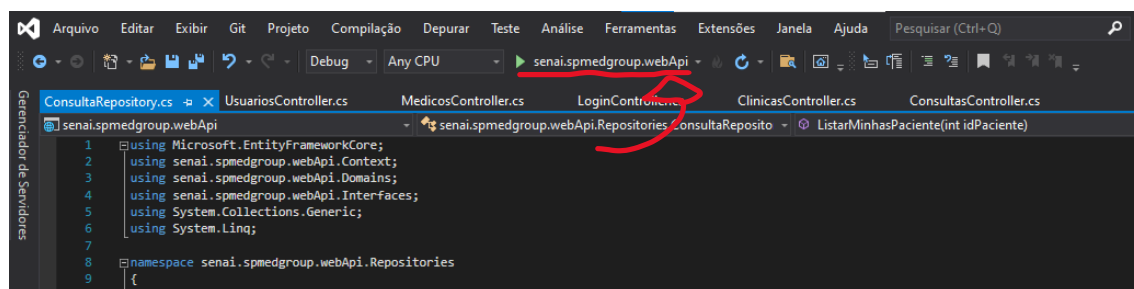 Arquivo Editar Exibir Git Projeto Compilação Depurar Teste Análise Ferramentas Extensões Janela Ajuda Pesquisar (Ctrl+Q)
Debug Any CPU senai.spmedgroup.webApi
ConsultaRepository.cs UsuariosController.cs MedicosController.cs LoginController.cs ClinicasController.cs ConsultasController.cs
senai.spmedgroup.webApi senai.spmedgroup.webApi.Repositories.ConsultaReposito ListarMinhasPaciente(int idPaciente)
Gerenciador de Servidores
1 using Microsoft.EntityFrameworkCore;
2 using senai.spmedgroup.webApi.Context;
3 using senai.spmedgroup.webApi.Domains;
4 using senai.spmedgroup.webApi.Interfaces;
5 using System.Collections.Generic;
6 using System.Linq;
7
8 namespace senai.spmedgroup.webApi.Repositories
9 {